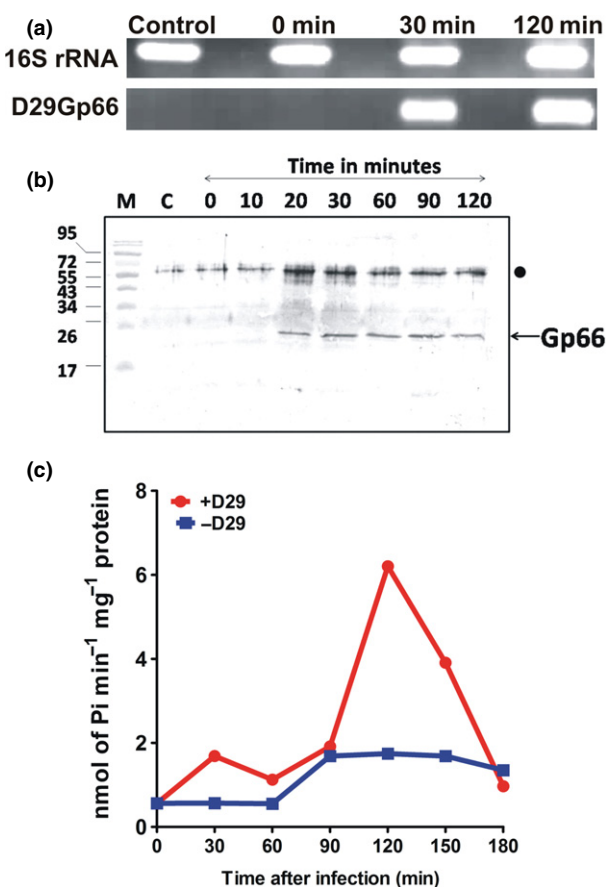 (a)
Control 0 min 30 min 120 min
16S rRNA
D29Gp66
(b)
Time in minutes
M C 0 10 20 30 60 90 120
95
72
55
43
34
26
17
Gp66
(c)
nmol of Pi min⁻¹ mg⁻¹ protein
8
6
4
2
0
+D29
–D29
0 30 60 90 120 150 180
Time after infection (min)